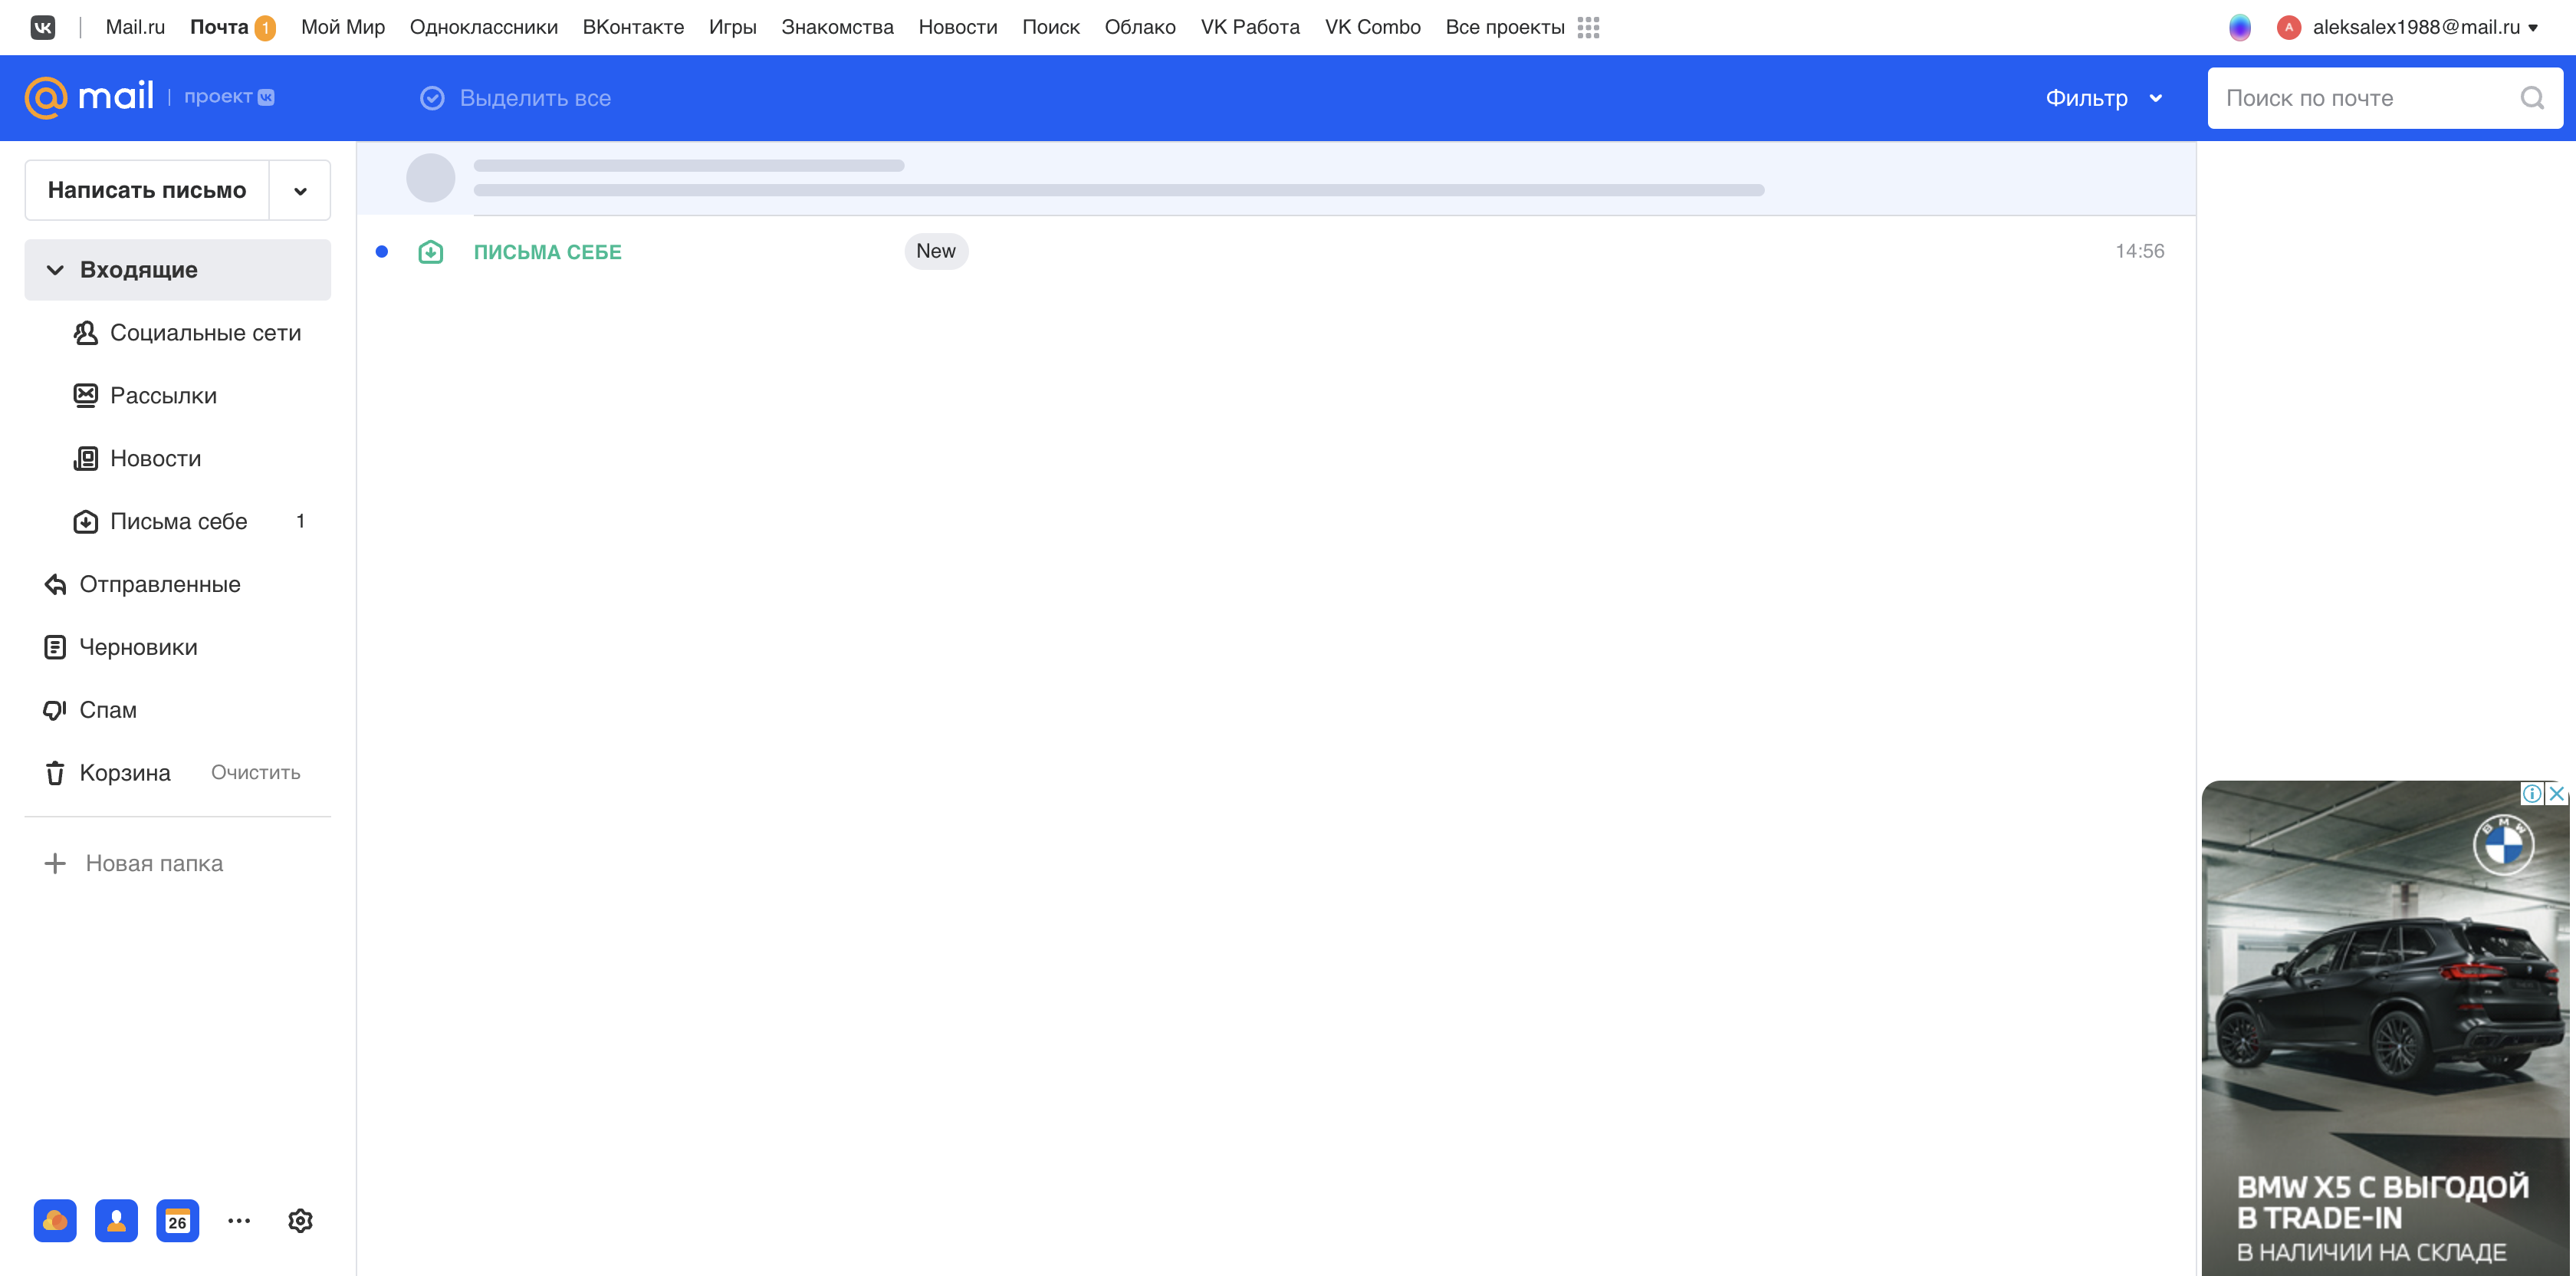 Mail.ru Почта 1 Мой Мир Одноклассники ВКонтакте Игры Знакомства Новости Поиск Облако VK Работа VK Combo Все проекты aleksalex1988@mail.ru
@mail проект Выделить все Фильтр Поиск по почте
Написать письмо
Входящие
Социальные сети
Рассылки
Новости
Письма себе 1
Отправленные
Черновики
Спам
Корзина Очистить
Новая папка
26
ПИСЬМА СЕБЕ New 14:56
BMW
BMW X5 С ВЫГОДОЙ
В TRADE-IN
В НАЛИЧИИ НА СКЛАДЕ